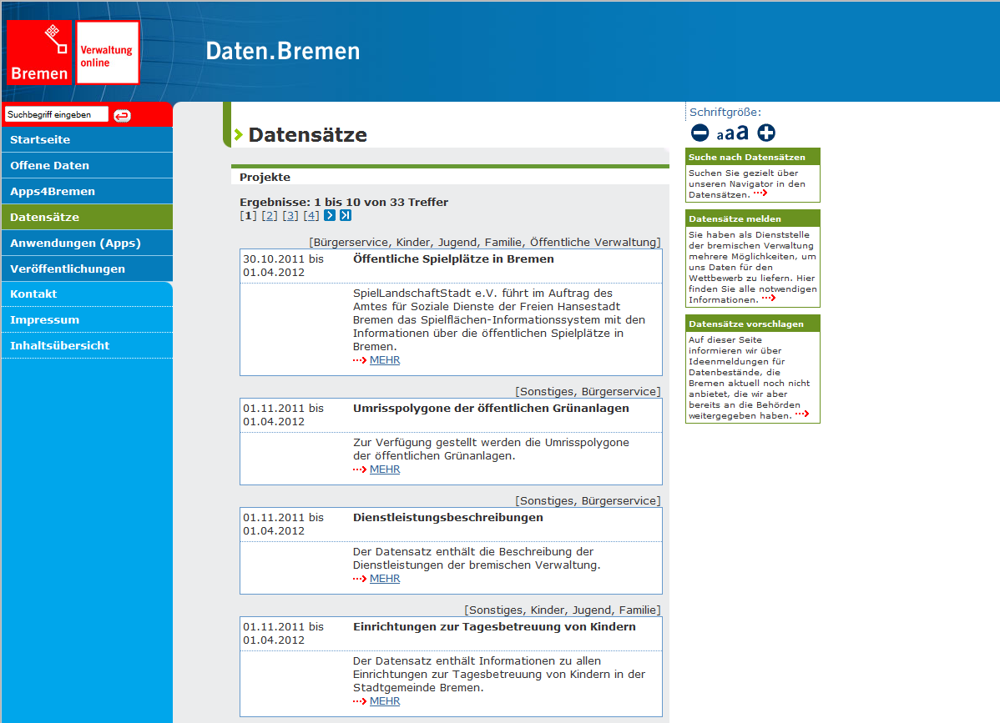 Bremen
Verwaltung
online
Daten.Bremen
Suchbegriff eingeben
Startseite
Offene Daten
Apps4Bremen
Datensätze
Anwendungen (Apps)
Veröffentlichungen
Kontakt
Impressum
Inhaltsübersicht
Datensätze
Projekte
Ergebnisse: 1 bis 10 von 33 Treffer
[1] [2] [3] [4]
[Bürgerservice, Kinder, Jugend, Familie, Öffentliche Verwaltung]
30.10.2011 bis
01.04.2012
Öffentliche Spielplätze in Bremen
SpielLandschaftStadt e.V. führt im Auftrag des
Amtes für Soziale Dienste der Freien Hansestadt
Bremen das Spielflächen-Informationssystem mit den
Informationen über die öffentlichen Spielplätze in
Bremen.
MEHR
[Sonstiges, Bürgerservice]
01.11.2011 bis
01.04.2012
Umrisspolygone der öffentlichen Grünanlagen
Zur Verfügung gestellt werden die Umrisspolygone
der öffentlichen Grünanlagen.
MEHR
[Sonstiges, Bürgerservice]
01.11.2011 bis
01.04.2012
Dienstleistungsbeschreibungen
Der Datensatz enthält die Beschreibung der
Dienstleistungen der bremischen Verwaltung.
MEHR
[Sonstiges, Kinder, Jugend, Familie]
01.11.2011 bis
01.04.2012
Einrichtungen zur Tagesbetreuung von Kindern
Der Datensatz enthält Informationen zu allen
Einrichtungen zur Tagesbetreuung von Kindern in der
Stadtgemeinde Bremen.
MEHR
Schriftgröße:
aaa
Suche nach Datensätzen
Suchen Sie gezielt über
unseren Navigator in den
Datensätzen.
Datensätze melden
Sie haben als Dienststelle
der bremischen Verwaltung
mehrere Möglichkeiten, um
uns Daten für den
Wettbewerb zu liefern. Hier
finden Sie alle notwendigen
Informationen.
Datensätze vorschlagen
Auf dieser Seite
informieren wir über
Ideenmeldungen für
Datenbestände, die
Bremen aktuell noch nicht
anbietet, die wir aber
bereits an die Behörden
weitergegeben haben.